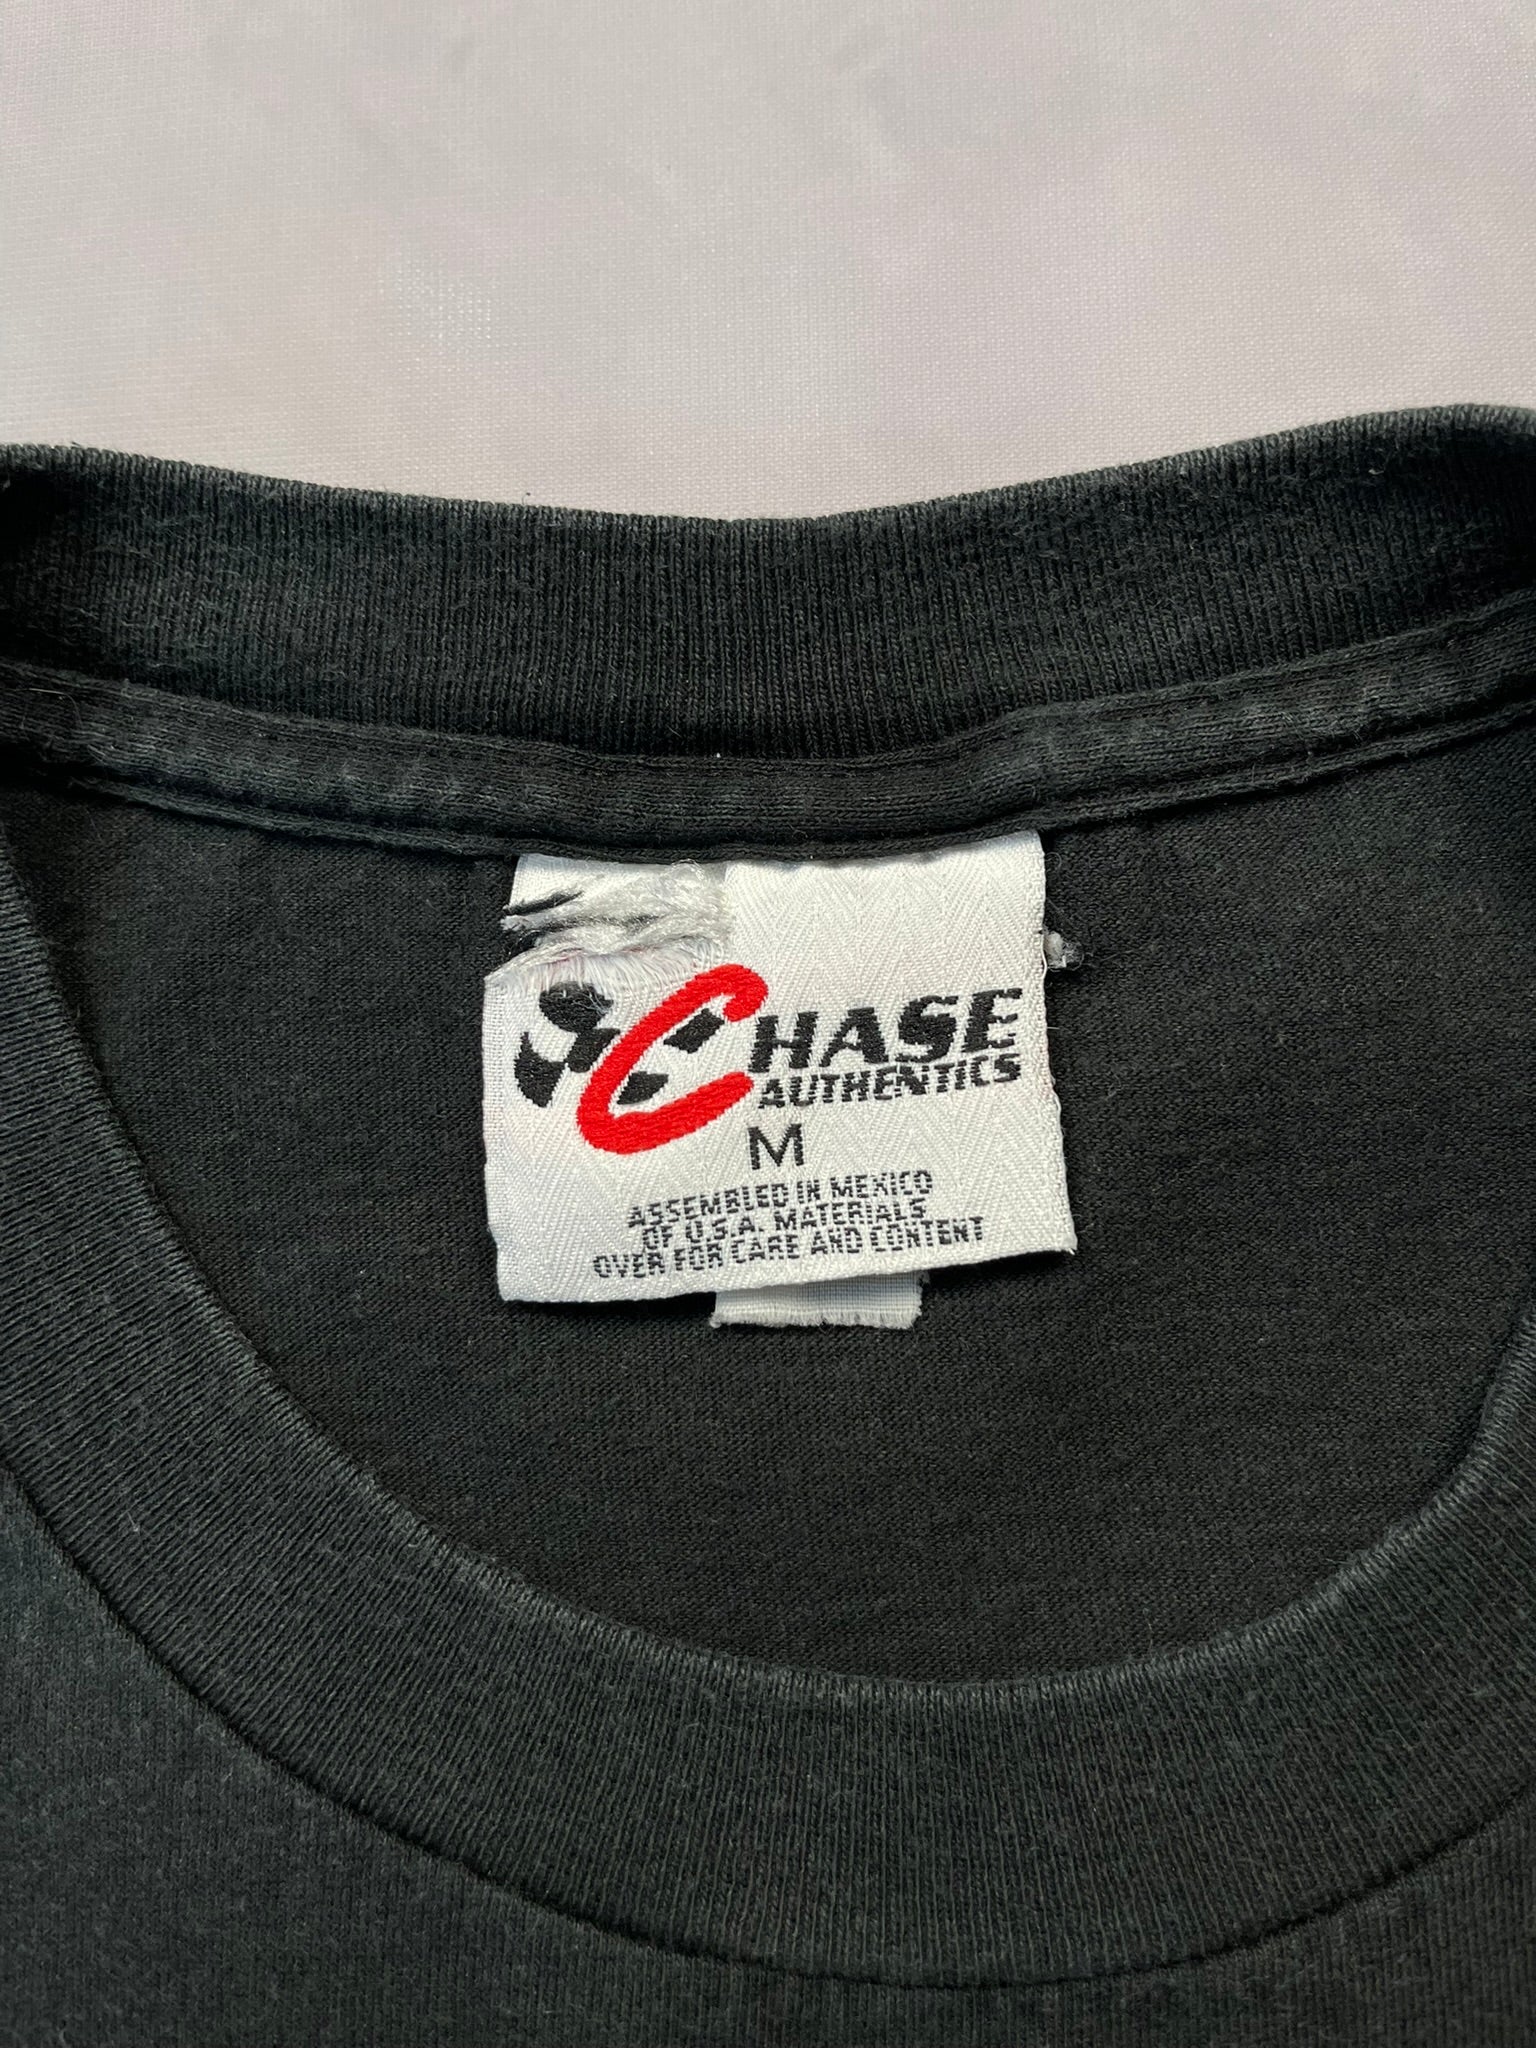 CHASE
AUTHENTICS
M
ASSEMBLED IN MEXICO
OF U.S.A. MATERIALS
OVER FOR CARE AND CONTENT